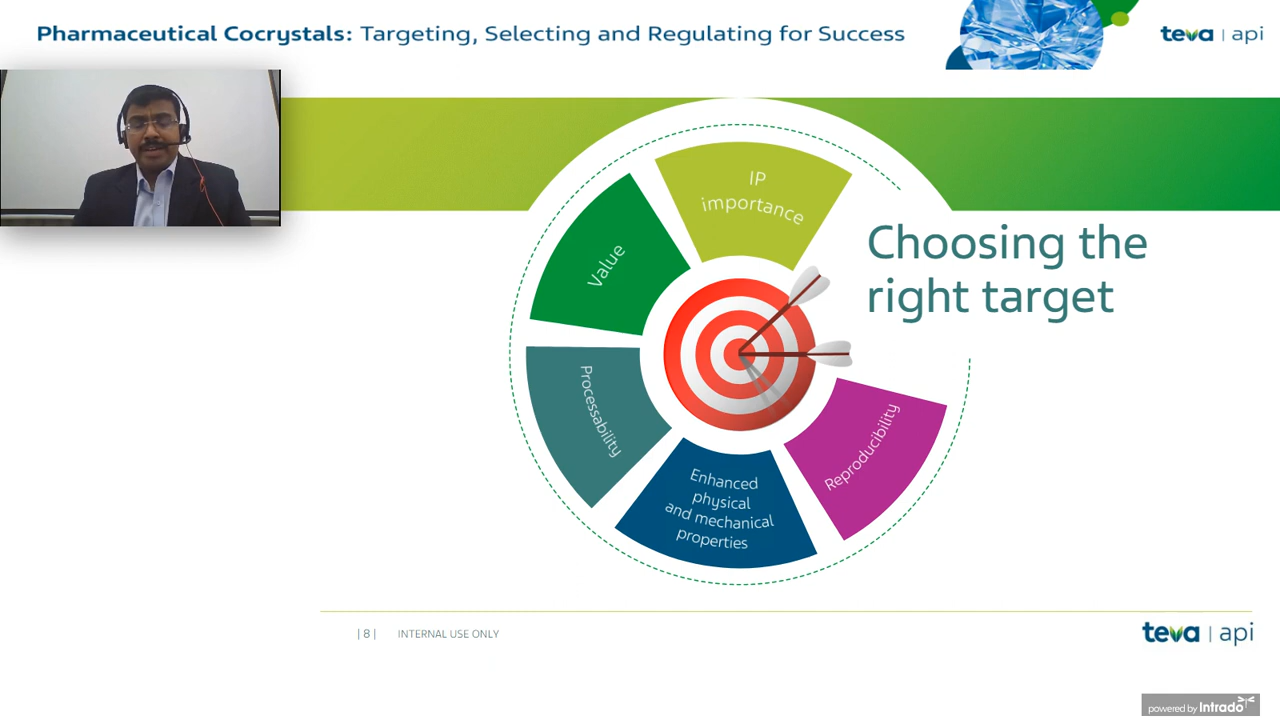 Pharmaceutical Cocrystals: Targeting, Selecting and Regulating for Success
teva | api
IP
importance
Value
Choosing the
right target
Processability
Reproducibility
Enhanced
physical
and mechanical
properties
| 8 | INTERNAL USE ONLY
teva | api
powered by Intrado